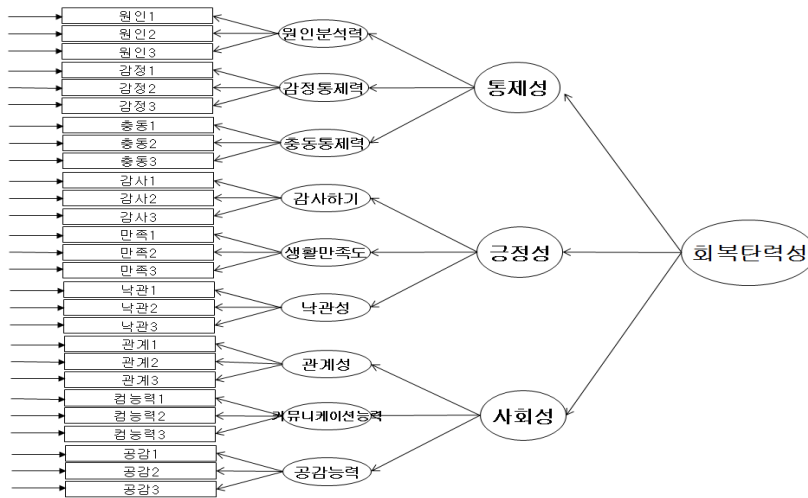 원인1
원인2
원인3
감정1
감정2
감정3
충동1
충동2
충동3
감사1
감사2
감사3
만족1
만족2
만족3
낙관1
낙관2
낙관3
관계1
관계2
관계3
컴능력1
컴능력2
컴능력3
공감1
공감2
공감3
원인분석력
감정통제력
충동통제력
감사하기
생활만족도
낙관성
관계성
커뮤니케이션능력
공감능력
통제성
긍정성
사회성
회복탄력성